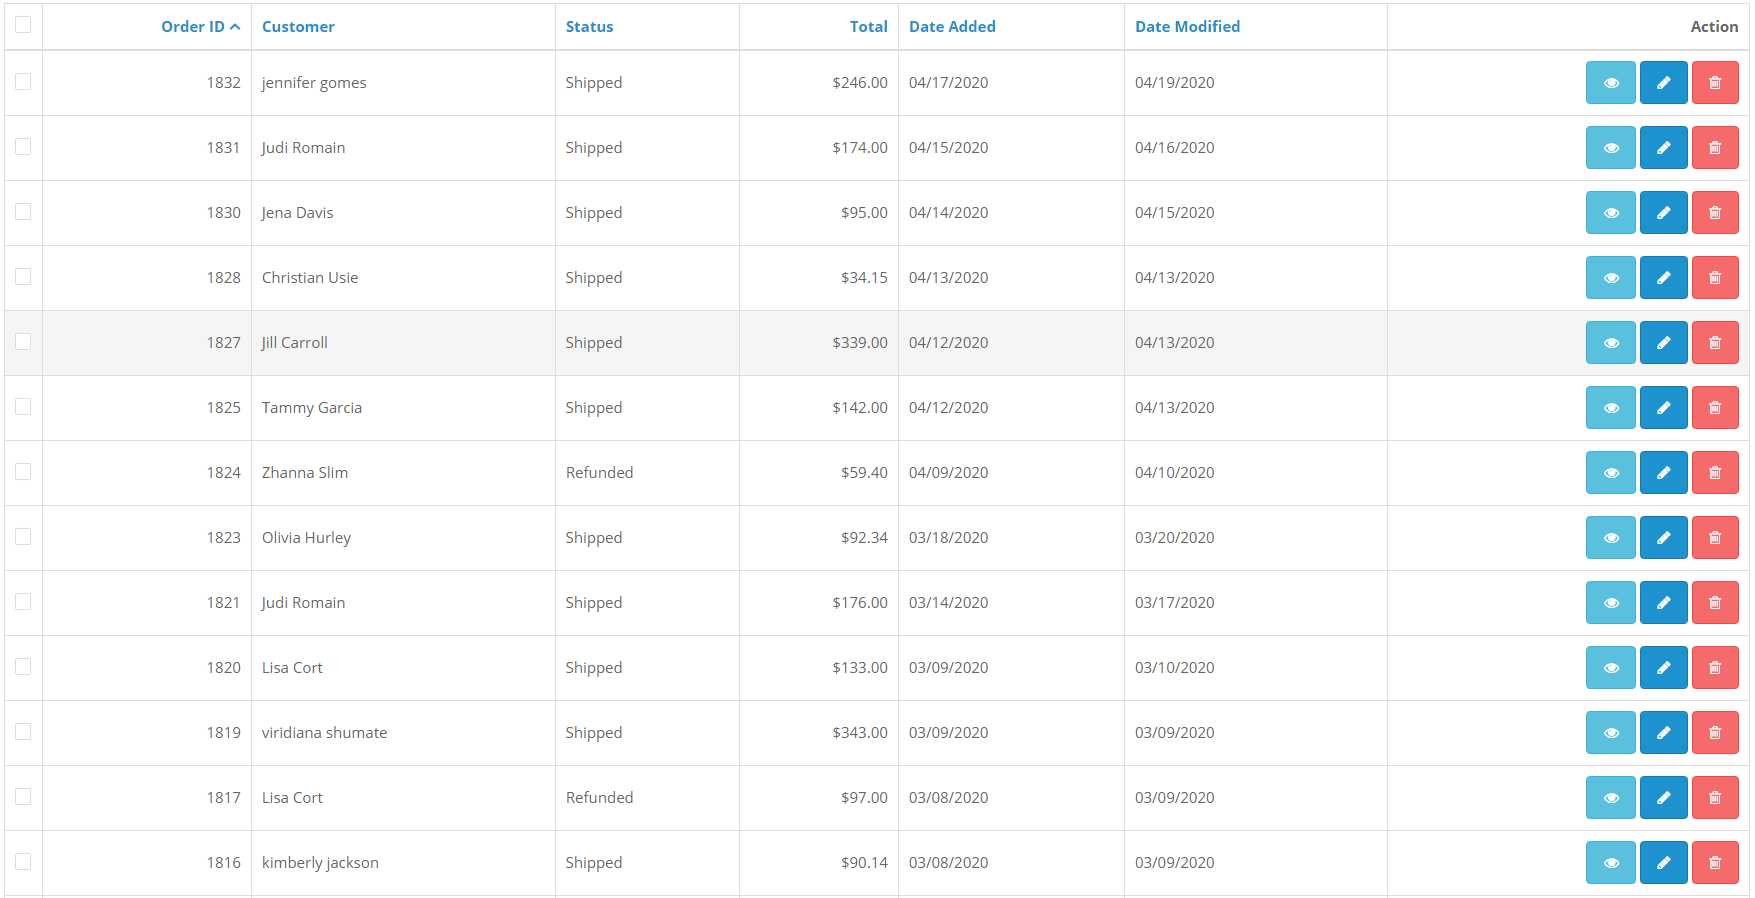 Order ID Customer Status Total Date Added Date Modified Action
1832 jennifer gomes Shipped $246.00 04/17/2020 04/19/2020
1831 Judi Romain Shipped $174.00 04/15/2020 04/16/2020
1830 Jena Davis Shipped $95.00 04/14/2020 04/15/2020
1828 Christian Usie Shipped $34.15 04/13/2020 04/13/2020
1827 Jill Carroll Shipped $339.00 04/12/2020 04/13/2020
1825 Tammy Garcia Shipped $142.00 04/12/2020 04/13/2020
1824 Zhanna Slim Refunded $59.40 04/09/2020 04/10/2020
1823 Olivia Hurley Shipped $92.34 03/18/2020 03/20/2020
1821 Judi Romain Shipped $176.00 03/14/2020 03/17/2020
1820 Lisa Cort Shipped $133.00 03/09/2020 03/10/2020
1819 viridiana shumate Shipped $343.00 03/09/2020 03/09/2020
1817 Lisa Cort Refunded $97.00 03/08/2020 03/09/2020
1816 kimberly jackson Shipped $90.14 03/08/2020 03/09/2020